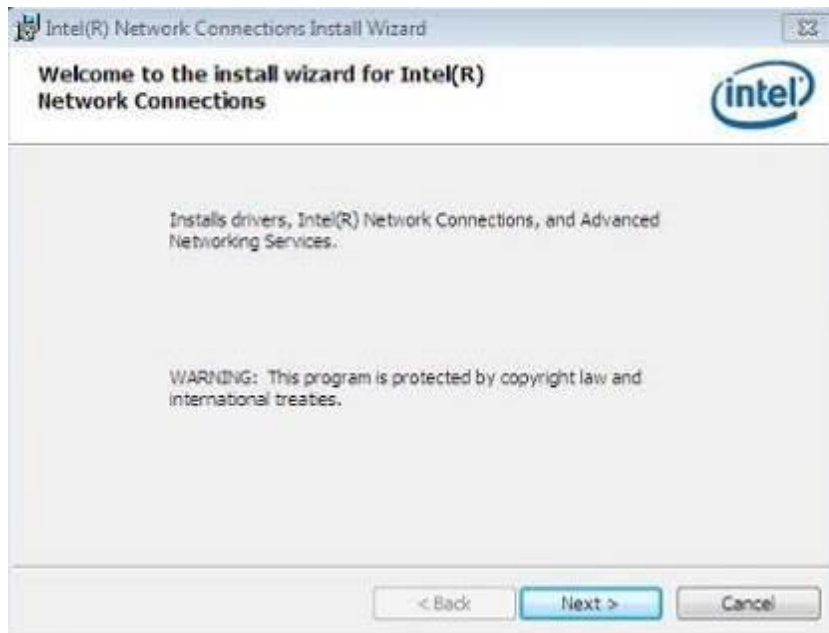 Intel(R) Network Connections Install Wizard
Welcome to the install wizard for Intel(R)
Network Connections
intel
Installs drivers, Intel(R) Network Connections, and Advanced
Networking Services.
WARNING: This program is protected by copyright law and
international treaties.
< Back
Next >
Cancel